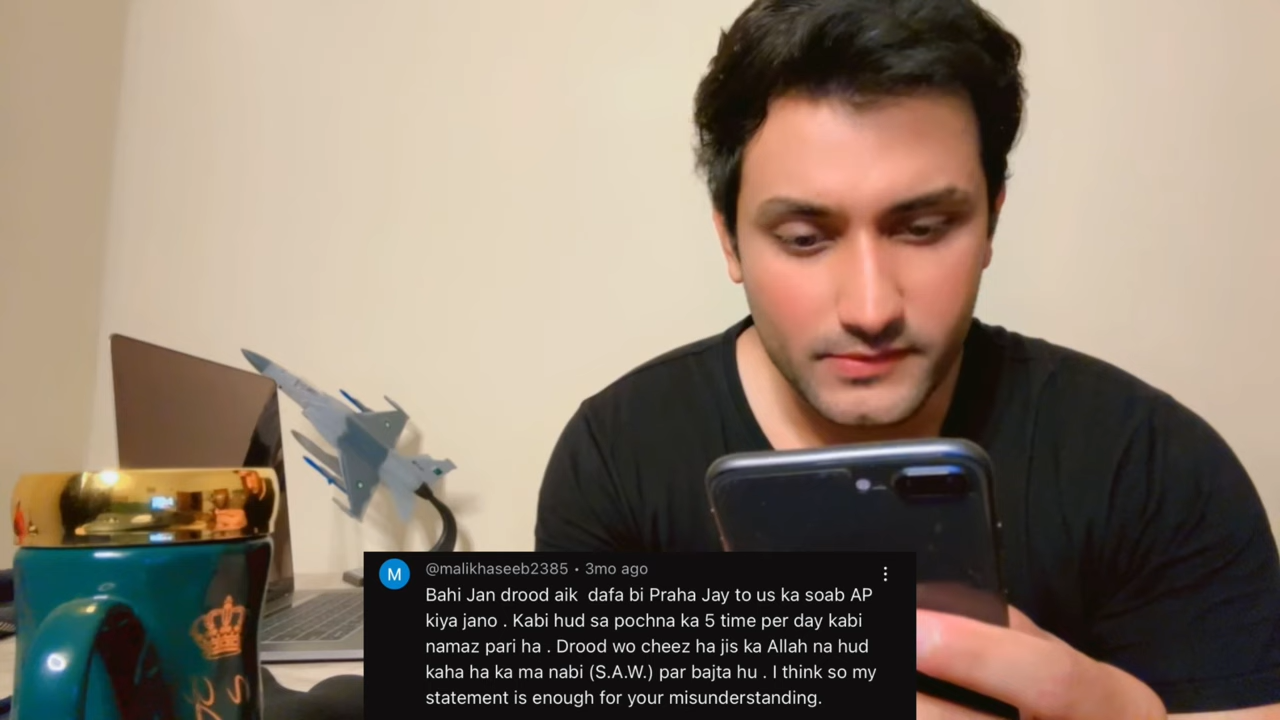 M
@malikhaseeb2385 • 3mo ago
Bahi Jan drood aik dafa bi Praha Jay to us ka soab AP
kiya jano . Kabi hud sa pochna ka 5 time per day kabi
namaz pari ha . Drood wo cheez ha jis ka Allah na hud
kaha ha ka ma nabi (S.A.W.) par bajta hu . I think so my
statement is enough for your misunderstanding.